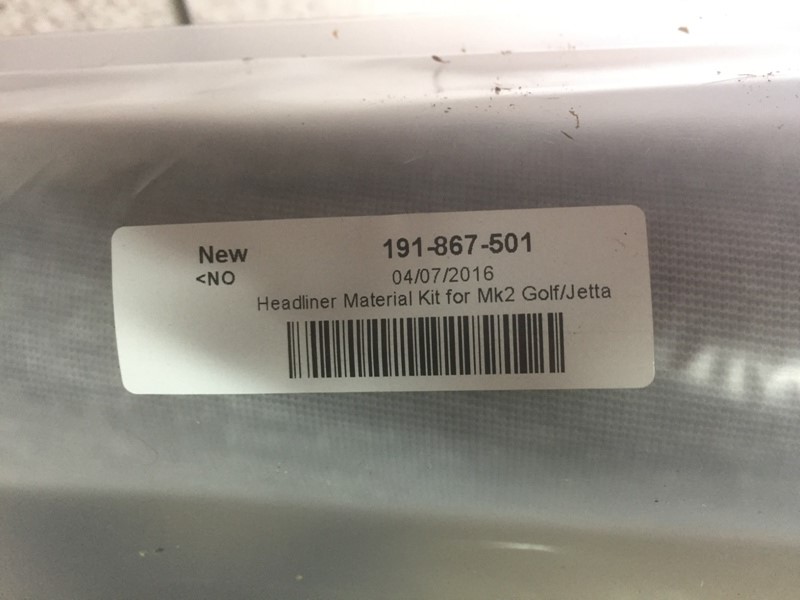 New 191-867-501
<NO 04/07/2016
Headliner Material Kit for Mk2 Golf/Jetta